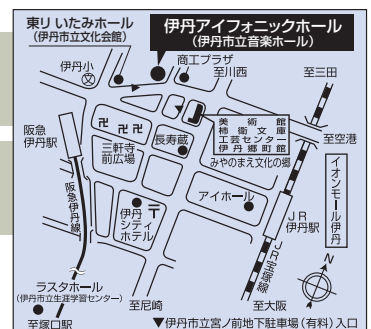 東リ いたみホール
(伊丹市立文化会館)
伊丹アイフォニックホール
(伊丹市立音楽ホール)
伊丹小
文
商工プラザ
至川西
至三田
阪急
伊丹駅
卍
卍 卍
三軒寺
前広場
長寿蔵
美術館
柿衞文庫
工芸センター
伊丹郷町館
みやのまえ文化の郷
至空港
イオンモール伊丹
アイホール
JR
伊丹駅
阪急伊丹線
伊丹
シティ
ホテル
〒
JR宝塚線
N
ラスタホール
(伊丹市立生涯学習センター)
至塚口駅
至尼崎
至大阪
▼伊丹市立宮ノ前地下駐車場(有料)入口